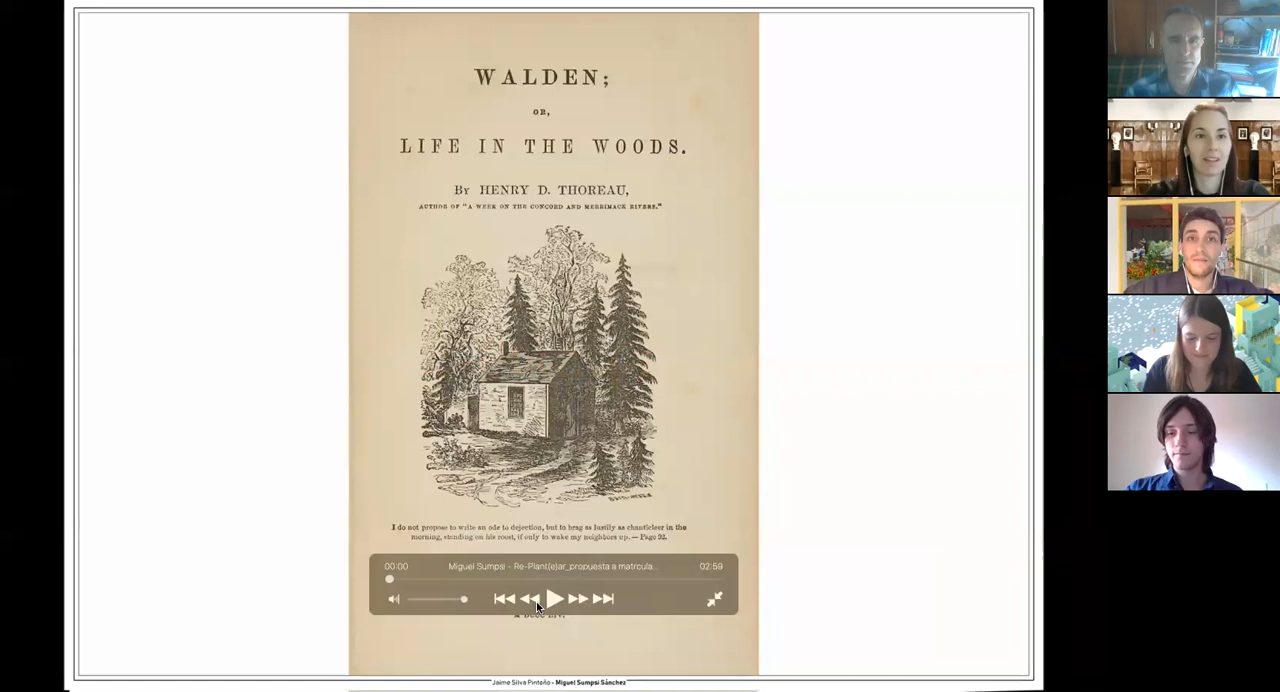 WALDEN;
OR,
LIFE IN THE WOODS.
BY HENRY D. THOREAU,
AUTHOR OF "A WEEK ON THE CONCORD AND MERRIMACK RIVERS."
I do not propose to write an ode to dejection, but to brag as lustily as chanticleer in the
morning, standing on his roost, if only to wake my neighbors up. — Page 92.
00:00 Miguel Sumpsi - Re-Plant(e)ar_propuesta a matrcula... 02:59
Jaime Silva Pintoño - Miguel Sumpsi Sánchez